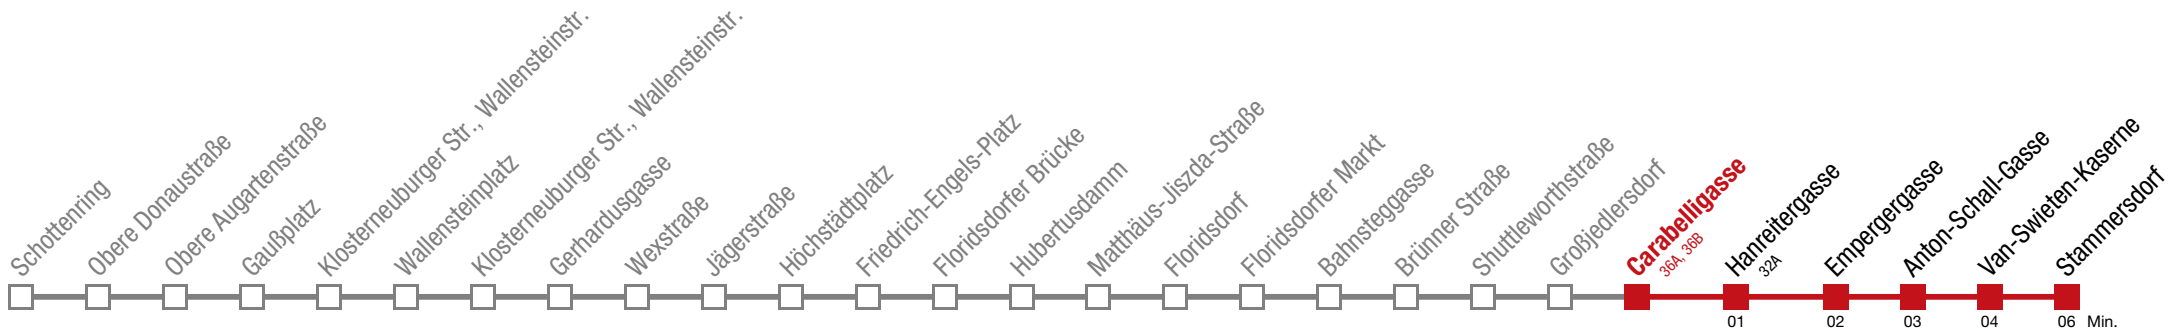 Schottenring
Obere Donaustraße
Obere Augartenstraße
Gaußplatz
Klosterneuburger Str., Wallensteinstr.
Wallensteinplatz
Klosterneuburger Str., Wallensteinstr.
Gerhardusgasse
Wexstraße
Jägerstraße
Höchstädtplatz
Friedrich-Engels-Platz
Floridsdorfer Brücke
Hubertusdamm
Matthäus-Jiszda-Straße
Floridsdorf
Floridsdorfer Markt
Bahnsteggasse
Brünner Straße
Shuttleworthstraße
Großjedlersdorf
Carabelligasse
36A, 36B
Hanreitergasse
32A
Empergergasse
Anton-Schall-Gasse
Van-Swieten-Kaserne
Stammersdorf
01 02 03 04 06 Min.